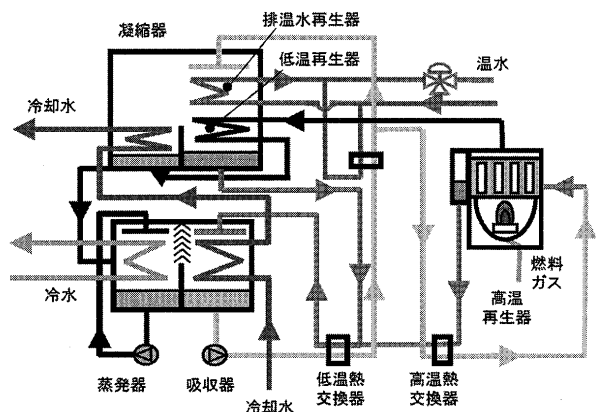 排温水再生器
凝縮器
低温再生器
温水
冷却水
冷水
燃料
ガス
高温
再生器
蒸発器
吸収器
低温熱
交換器
高温熱
交換器
冷却水